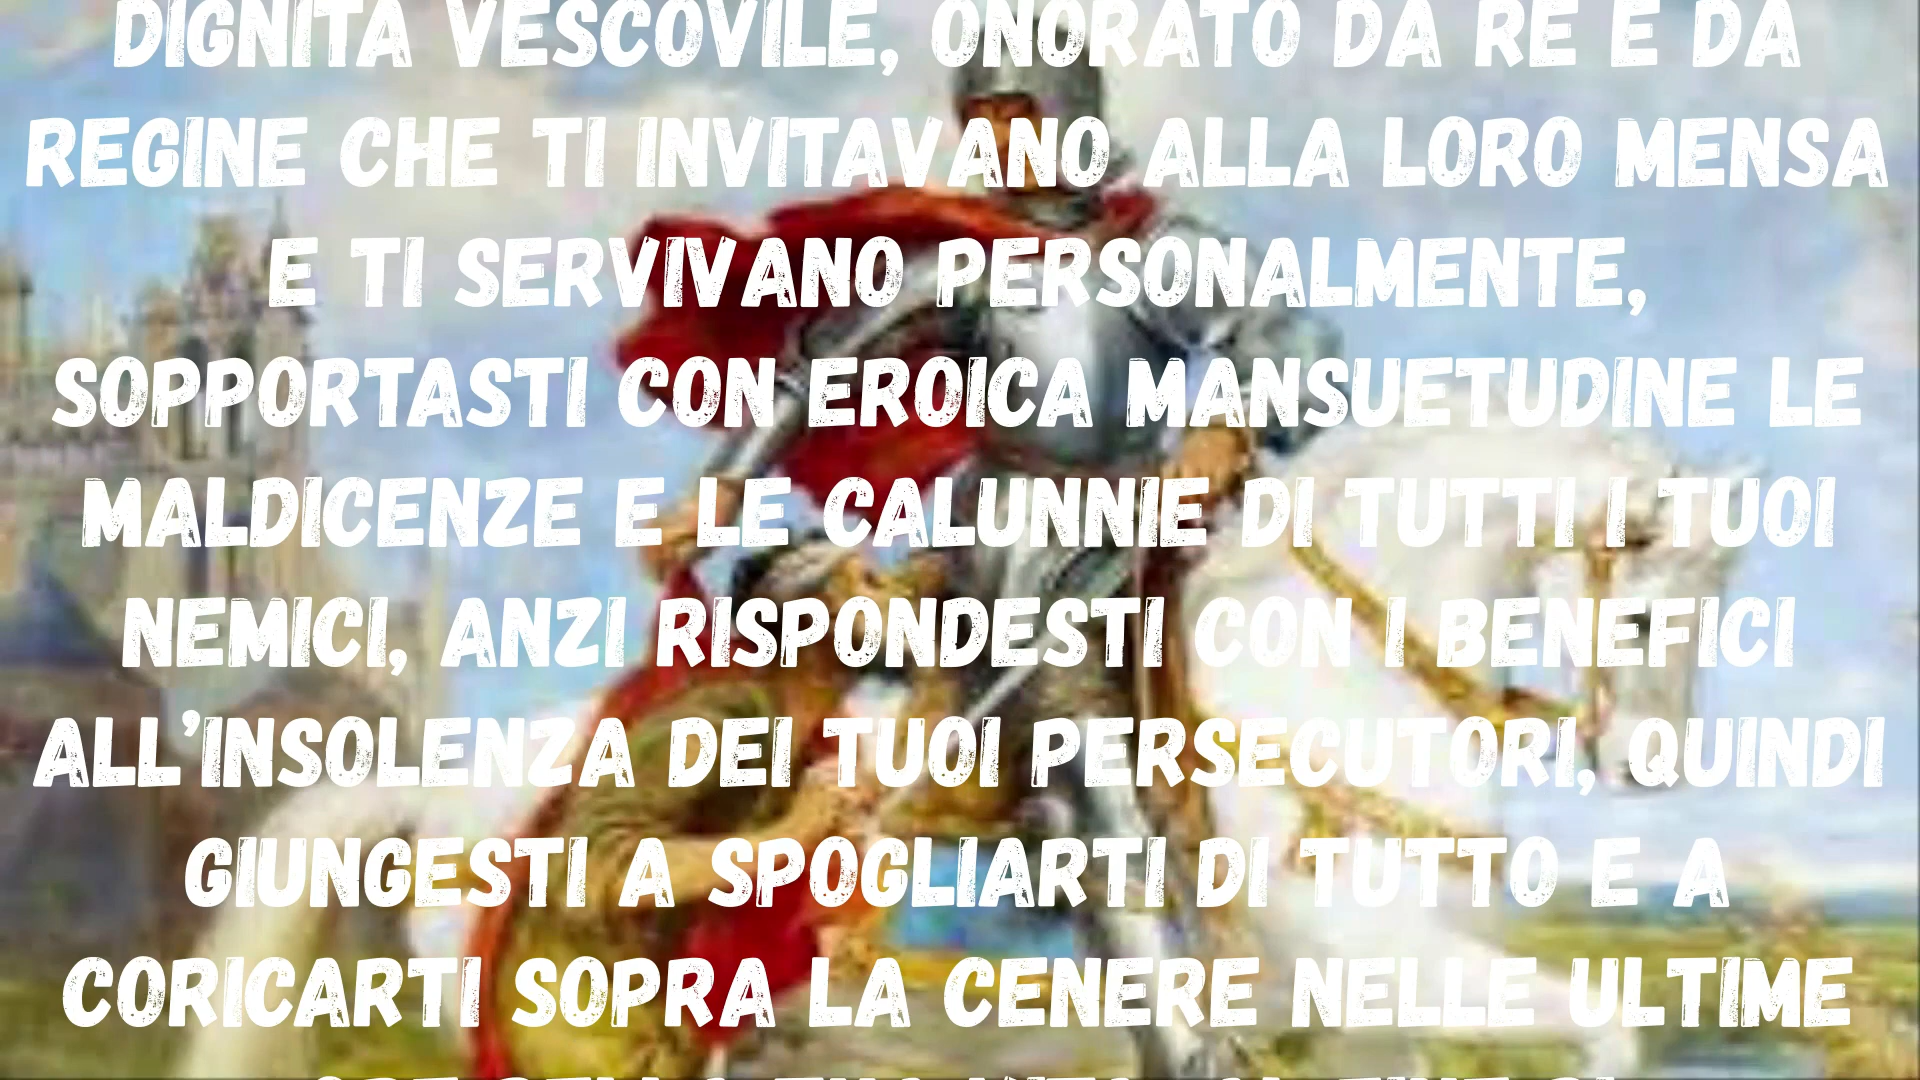 DIGNITÀ VESCOVILE, ONORATO DA RE E DA
REGINE CHE TI INVITAVANO ALLA LORO MENSA
E TI SERVIVANO PERSONALMENTE,
SOPPORTASTI CON EROICA MANSUETUDINE LE
MALDICENZE E LE CALUNNIE DI TUTTI I TUOI
NEMICI, ANZI RISPONDESTI CON I BENEFICI
ALL’INSOLENZA DEI TUOI PERSECUTORI, QUINDI
GIUNGESTI A SPOGLIARTI DI TUTTO E A
CORICARTI SOPRA LA CENERE NELLE ULTIME